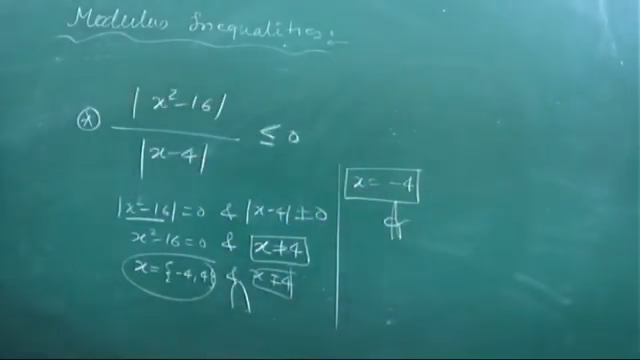 Modulus Inequalities:
|x²-16| / |x-4| ≤ 0
|x²-16|=0 & |x-4|≠0
x²-16=0 & x≠4
x={-4,4} & x≠4
x=-4